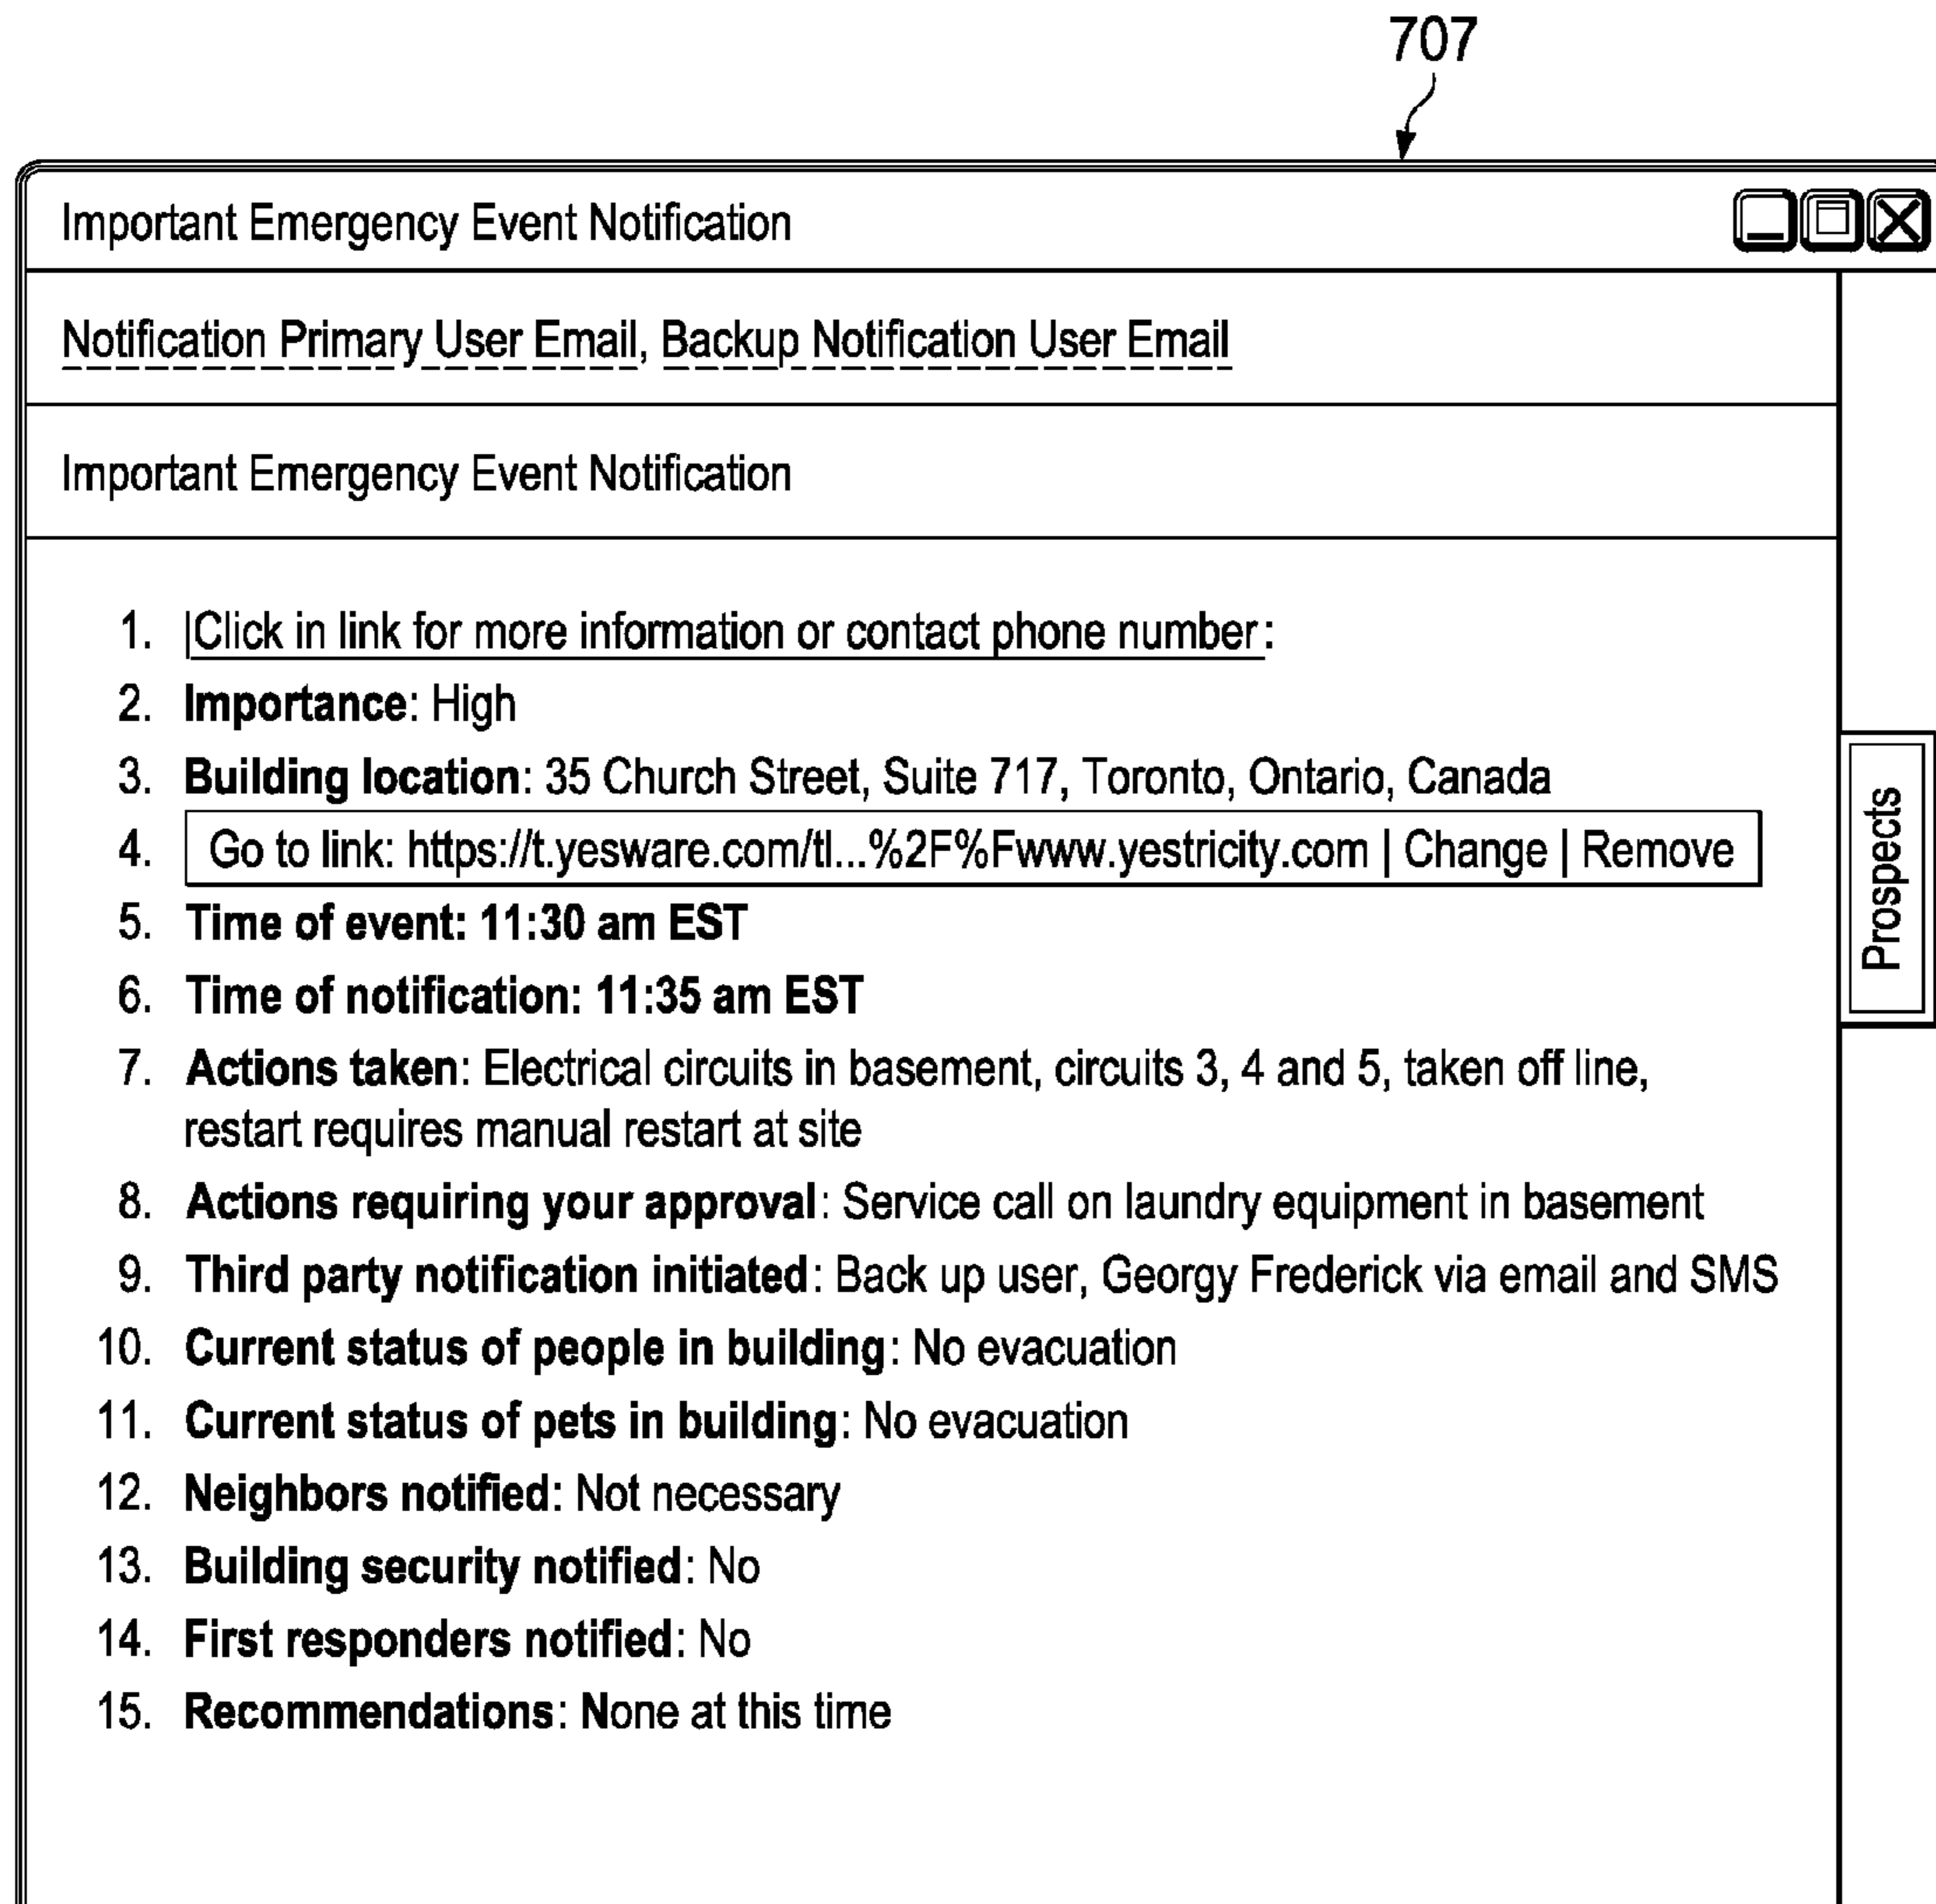 707
Important Emergency Event Notification
Notification Primary User Email, Backup Notification User Email
Important Emergency Event Notification
1. Click in link for more information or contact phone number:
2. Importance: High
3. Building location: 35 Church Street, Suite 717, Toronto, Ontario, Canada
4. Go to link: https://t.yesware.com/tl...%2F%Fwww.yestricity.com | Change | Remove
5. Time of event: 11:30 am EST
6. Time of notification: 11:35 am EST
7. Actions taken: Electrical circuits in basement, circuits 3, 4 and 5, taken off line,
restart requires manual restart at site
8. Actions requiring your approval: Service call on laundry equipment in basement
9. Third party notification initiated: Back up user, Georgy Frederick via email and SMS
10. Current status of people in building: No evacuation
11. Current status of pets in building: No evacuation
12. Neighbors notified: Not necessary
13. Building security notified: No
14. First responders notified: No
15. Recommendations: None at this time
Prospects